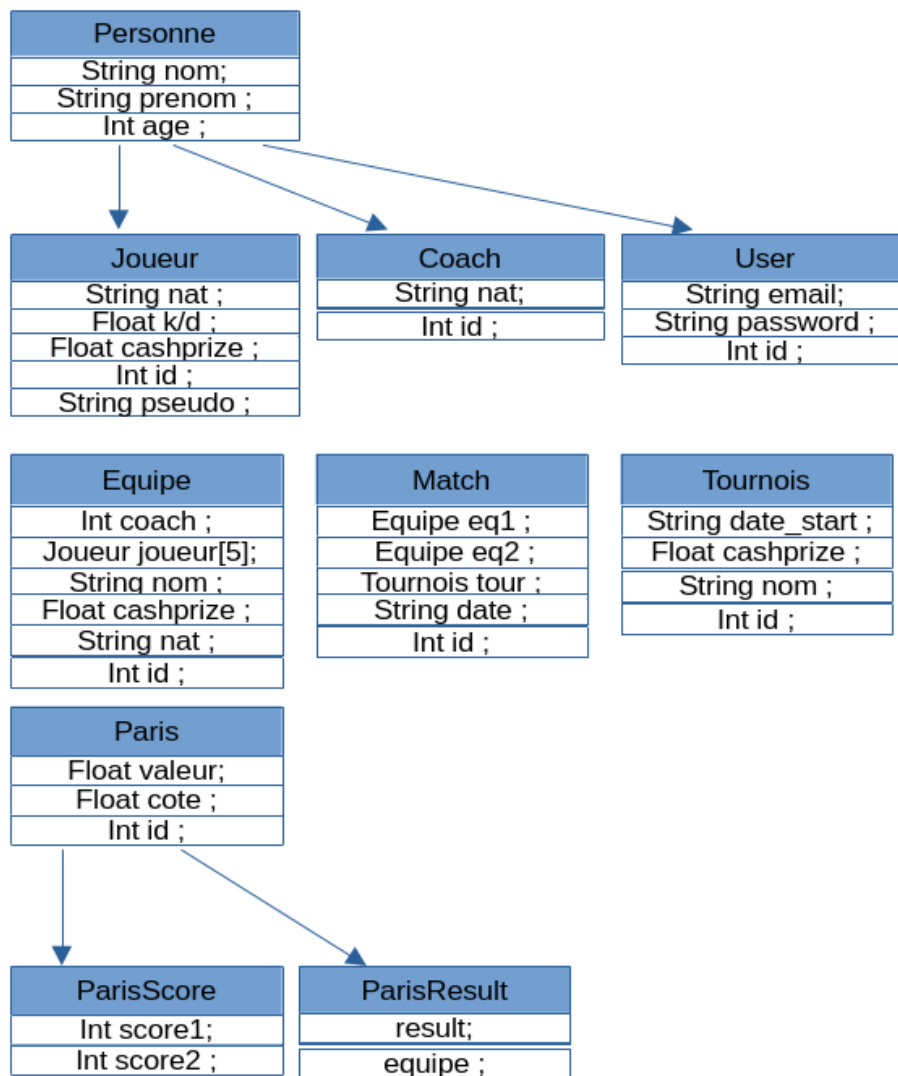 Personne
String nom;
String prenom ;
Int age ;
Joueur
String nat ;
Float k/d ;
Float cashprize ;
Int id ;
String pseudo ;
Coach
String nat;
Int id ;
User
String email;
String password ;
Int id ;
Equipe
Int coach ;
Joueur joueur[5];
String nom ;
Float cashprize ;
String nat ;
Int id ;
Match
Equipe eq1 ;
Equipe eq2 ;
Tournois tour ;
String date ;
Int id ;
Tournois
String date_start ;
Float cashprize ;
String nom ;
Int id ;
Paris
Float valeur;
Float cote ;
Int id ;
ParisScore
Int score1;
Int score2 ;
ParisResult
result;
equipe ;